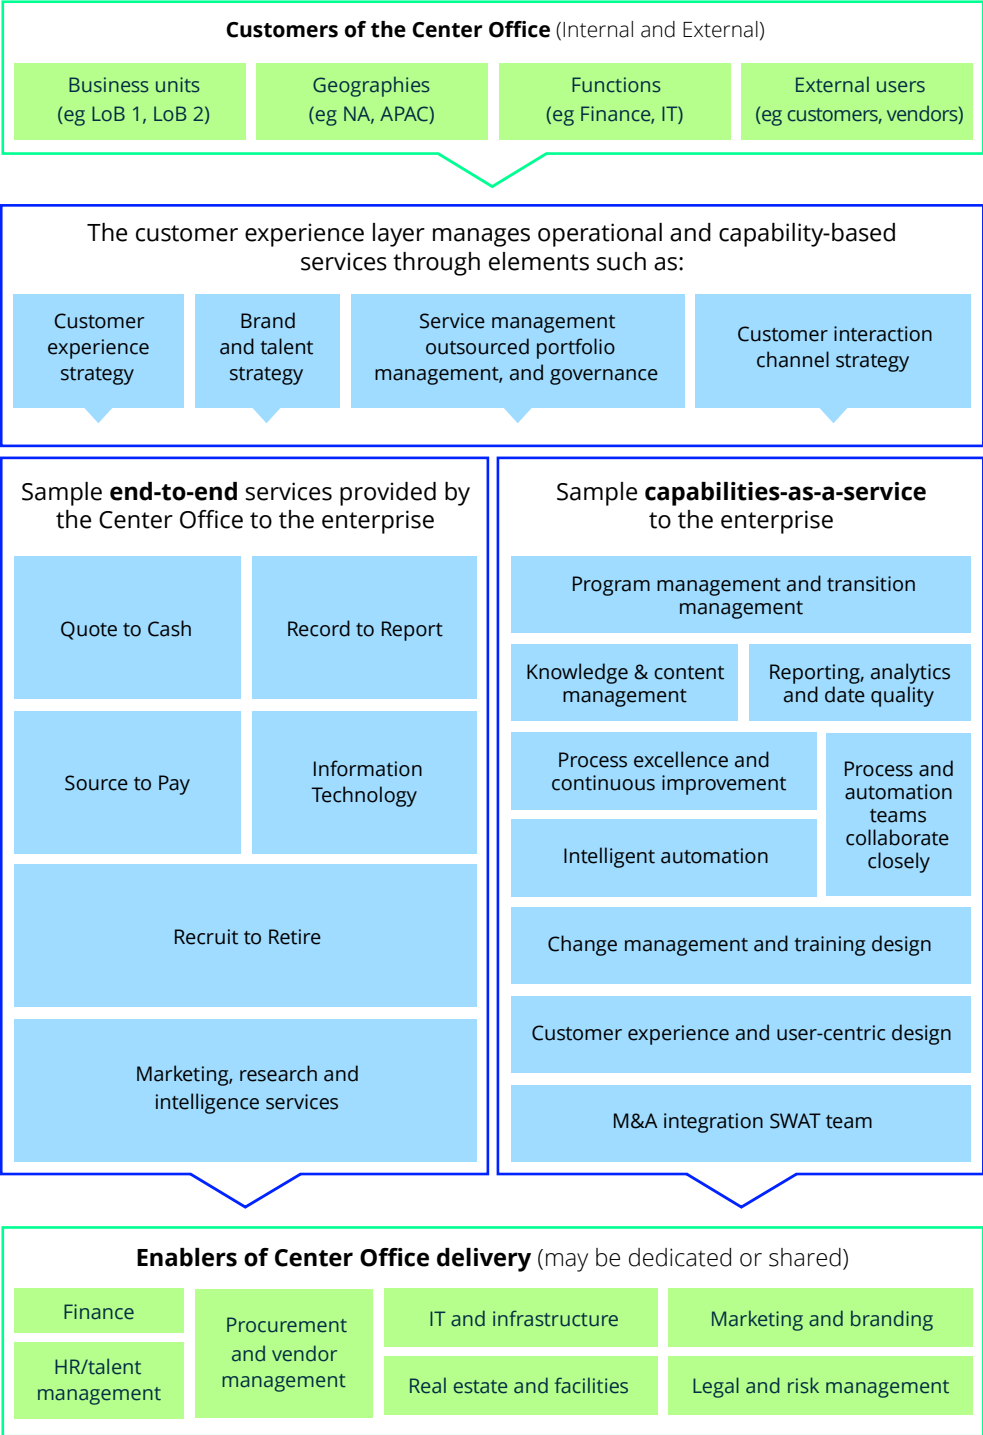 Customers of the Center Office (Internal and External)
Business units
(eg LoB 1, LoB 2)
Geographies
(eg NA, APAC)
Functions
(eg Finance, IT)
External users
(eg customers, vendors)
The customer experience layer manages operational and capability-based
services through elements such as:
Customer
experience
strategy
Brand
and talent
strategy
Service management
outsourced portfolio
management, and governance
Customer interaction
channel strategy
Sample end-to-end services provided by
the Center Office to the enterprise
Quote to Cash
Record to Report
Source to Pay
Information
Technology
Recruit to Retire
Marketing, research and
intelligence services
Sample capabilities-as-a-service
to the enterprise
Program management and transition
management
Knowledge & content
management
Reporting, analytics
and date quality
Process excellence and
continuous improvement
Process and
automation
teams
collaborate
closely
Intelligent automation
Change management and training design
Customer experience and user-centric design
M&A integration SWAT team
Enablers of Center Office delivery (may be dedicated or shared)
Finance
HR/talent
management
Procurement
and vendor
management
IT and infrastructure
Real estate and facilities
Marketing and branding
Legal and risk management